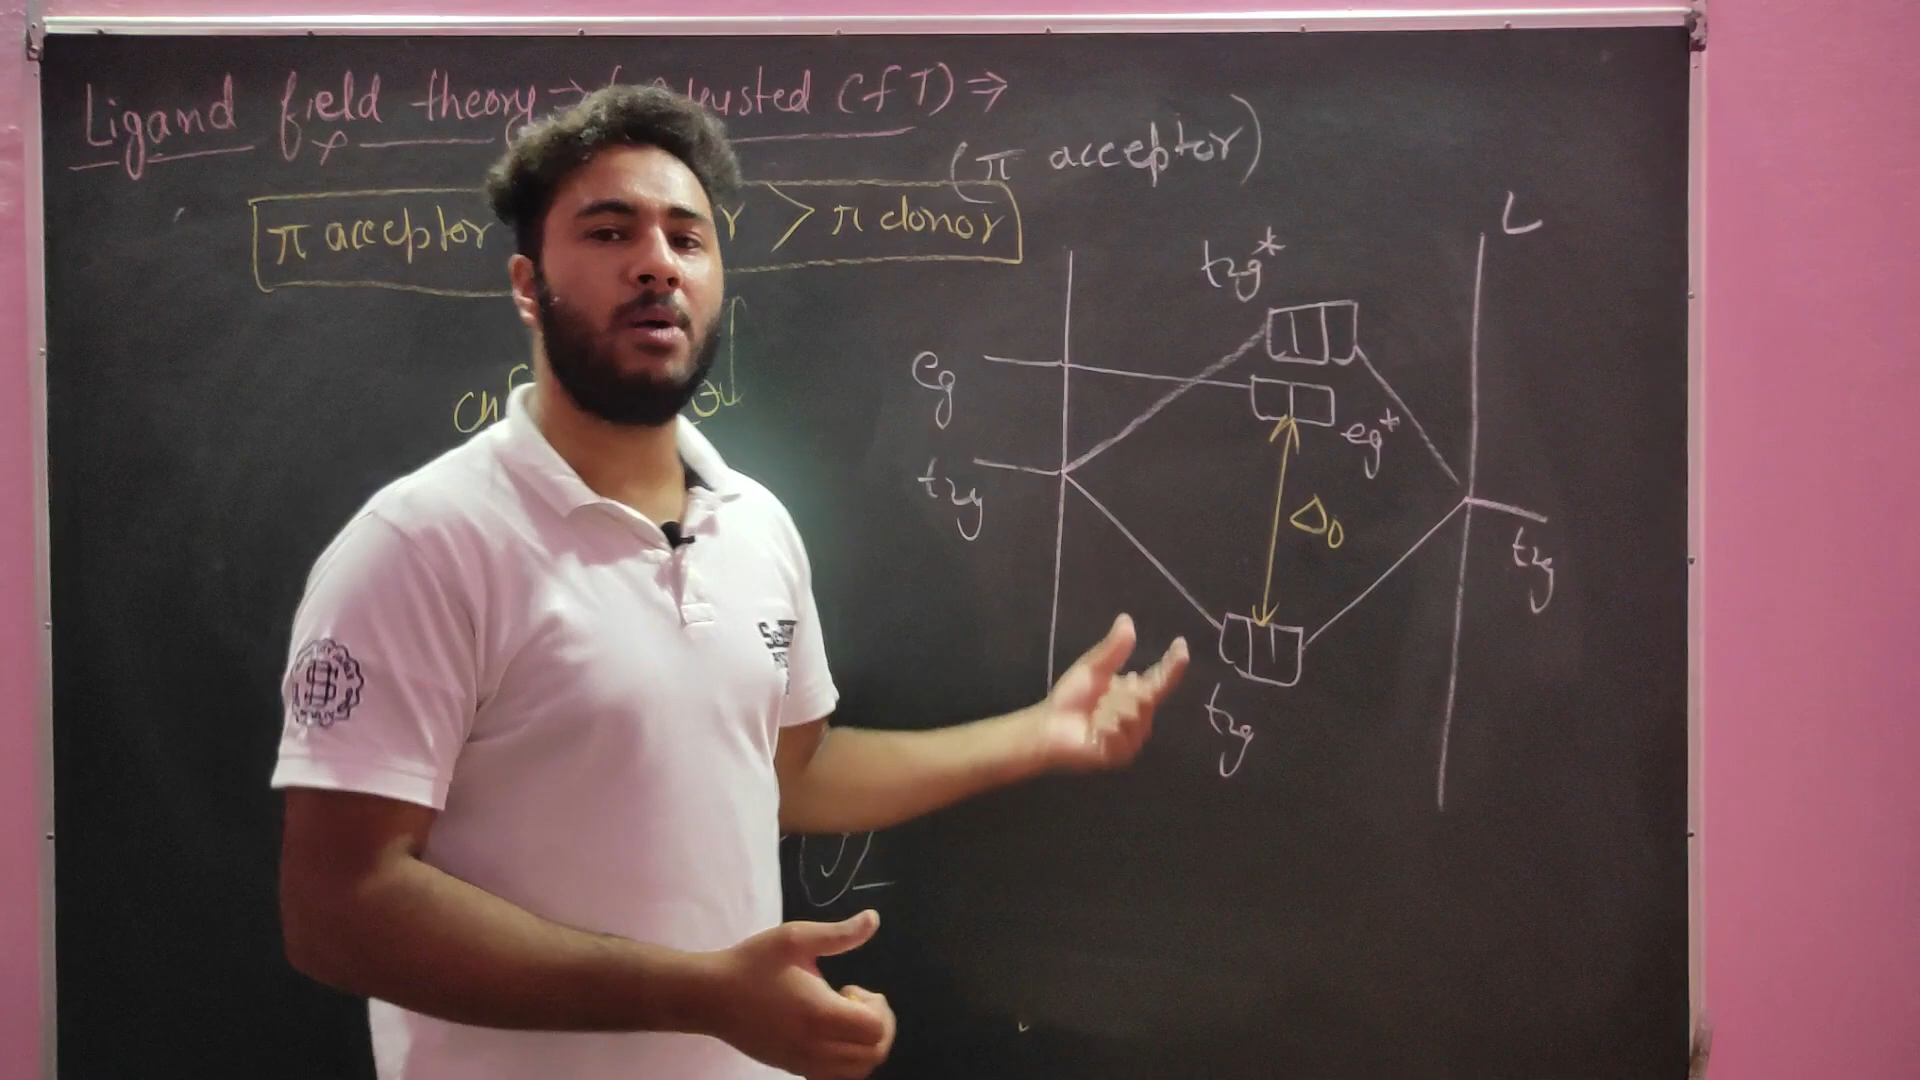 Ligand field theory ⇒ (Adjusted CFT) ⇒
π acceptor > π donor
(π acceptor)
L
t2g*
eg
eg*
t2g
Δ0
t2g
t2g